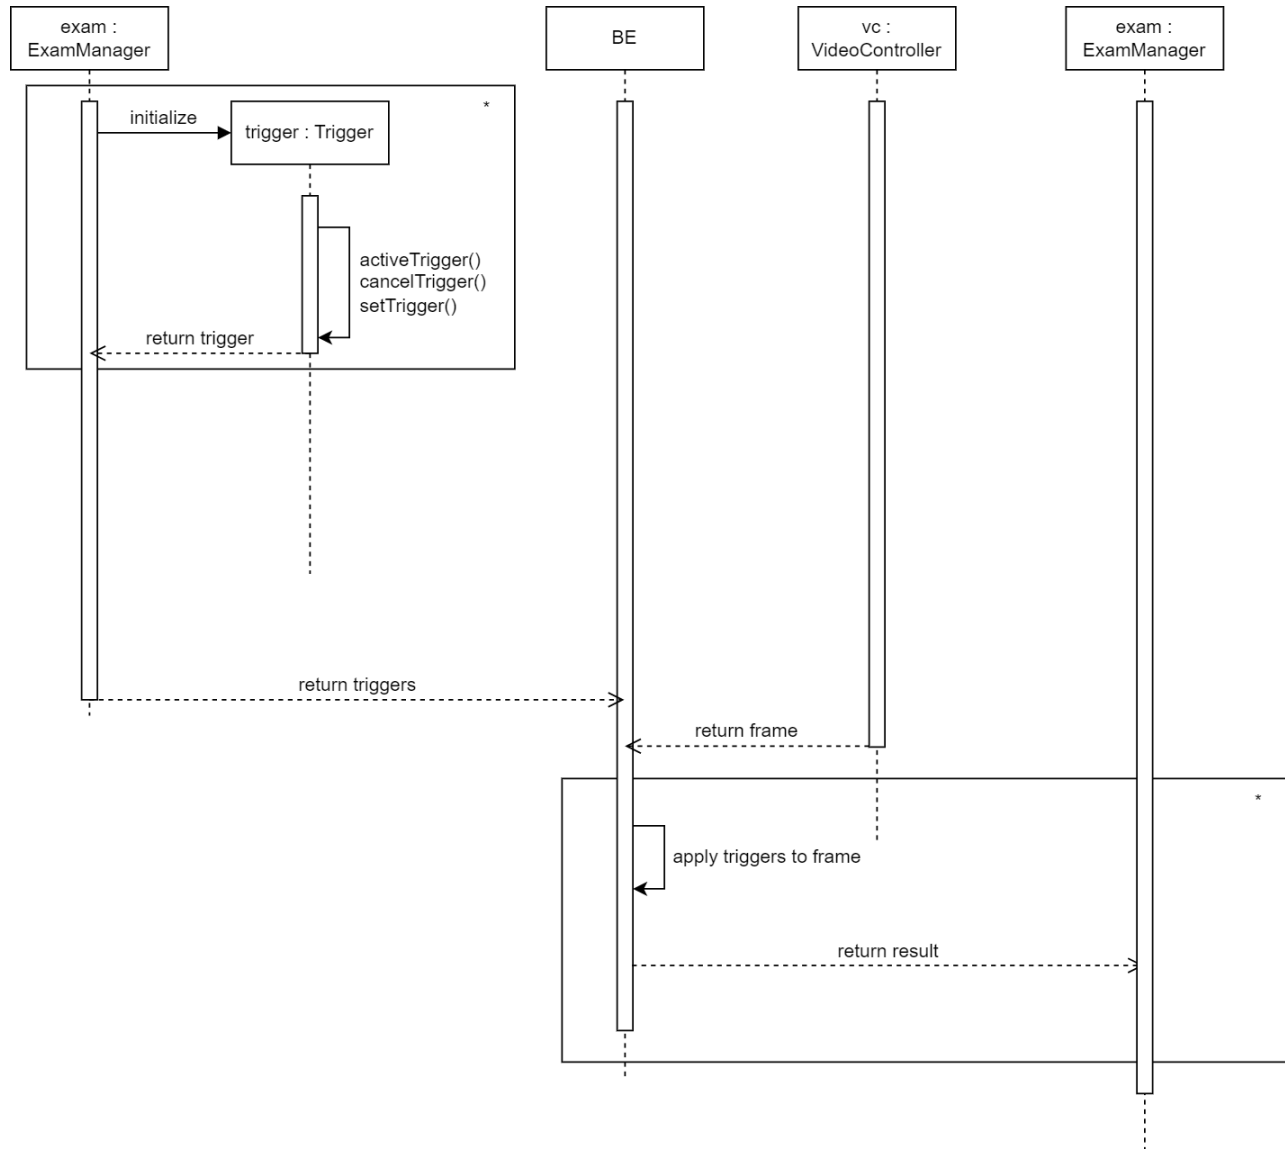 exam :
ExamManager
BE
vc :
VideoController
exam :
ExamManager
*
initialize
trigger : Trigger
activeTrigger()
cancelTrigger()
setTrigger()
return trigger
return triggers
return frame
*
apply triggers to frame
return result